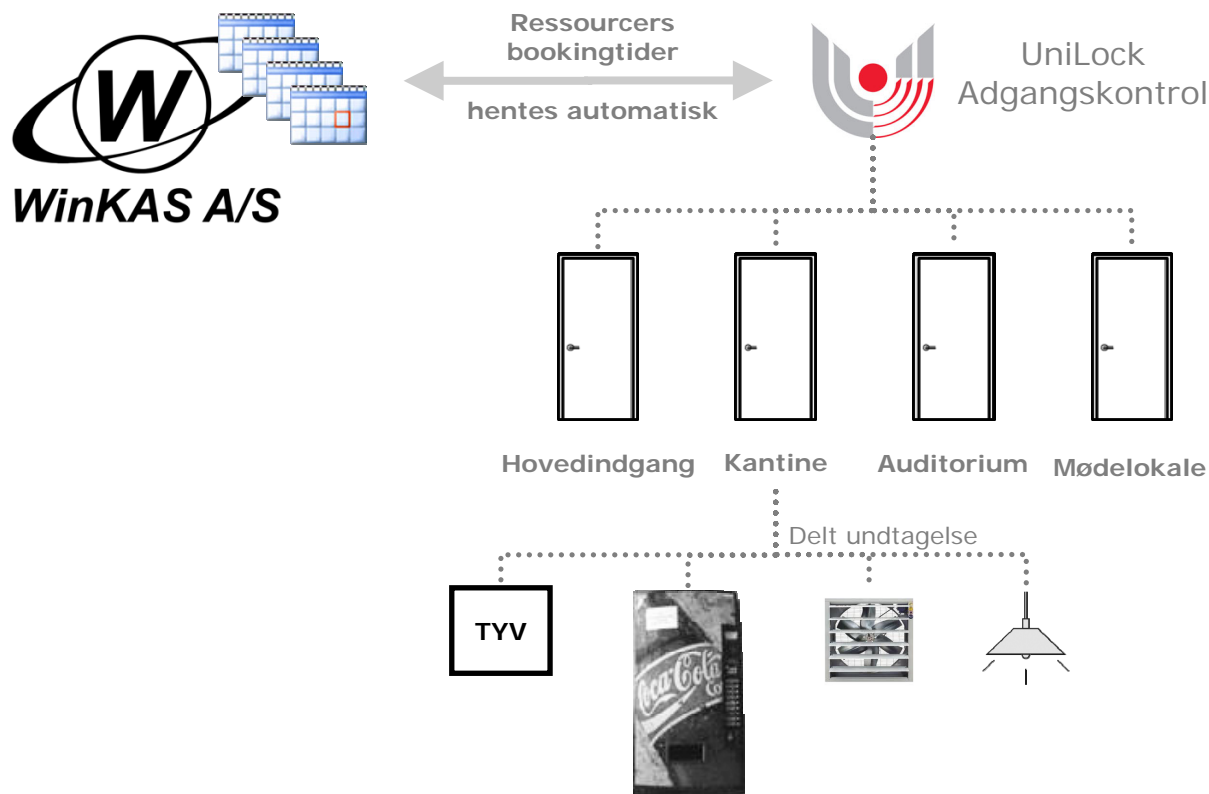 Ressourcers
bookingtider
hentes automatisk
UniLock
Adgangskontrol
W
WinKAS A/S
Hovedindgang
Kantine
Auditorium
Mødelokale
Delt undtagelse
TYV
Coca-Cola